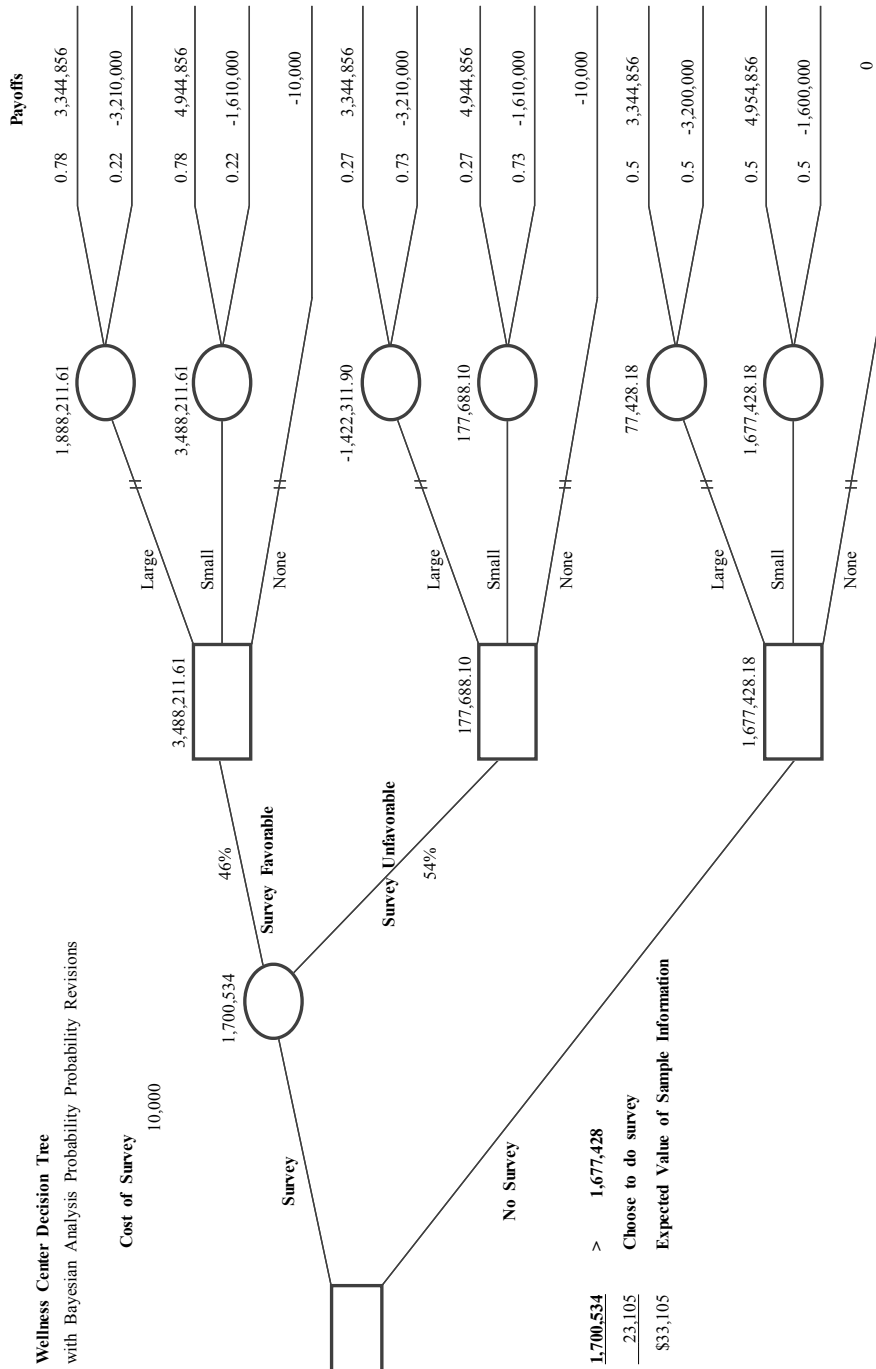 Wellness Center Decision Tree
with Bayesian Analysis Probability Probability Revisions
Payoffs
Cost of Survey
10,000
Survey
1,700,534
46%
Survey Favorable
Survey Unfavorable
54%
No Survey
3,488,211.61
Large
1,888,211.61
0.78 3,344,856
0.22 -3,210,000
Small
3,488,211.61
0.78 4,944,856
0.22 -1,610,000
None
-10,000
177,688.10
Large
-1,422,311.90
0.27 3,344,856
0.73 -3,210,000
Small
177,688.10
0.27 4,944,856
0.73 -1,610,000
None
-10,000
1,677,428.18
Large
77,428.18
0.5 3,344,856
0.5 -3,200,000
Small
1,677,428.18
0.5 4,954,856
0.5 -1,600,000
None
0
1,700,534 > 1,677,428
23,105 Choose to do survey
$33,105 Expected Value of Sample Information